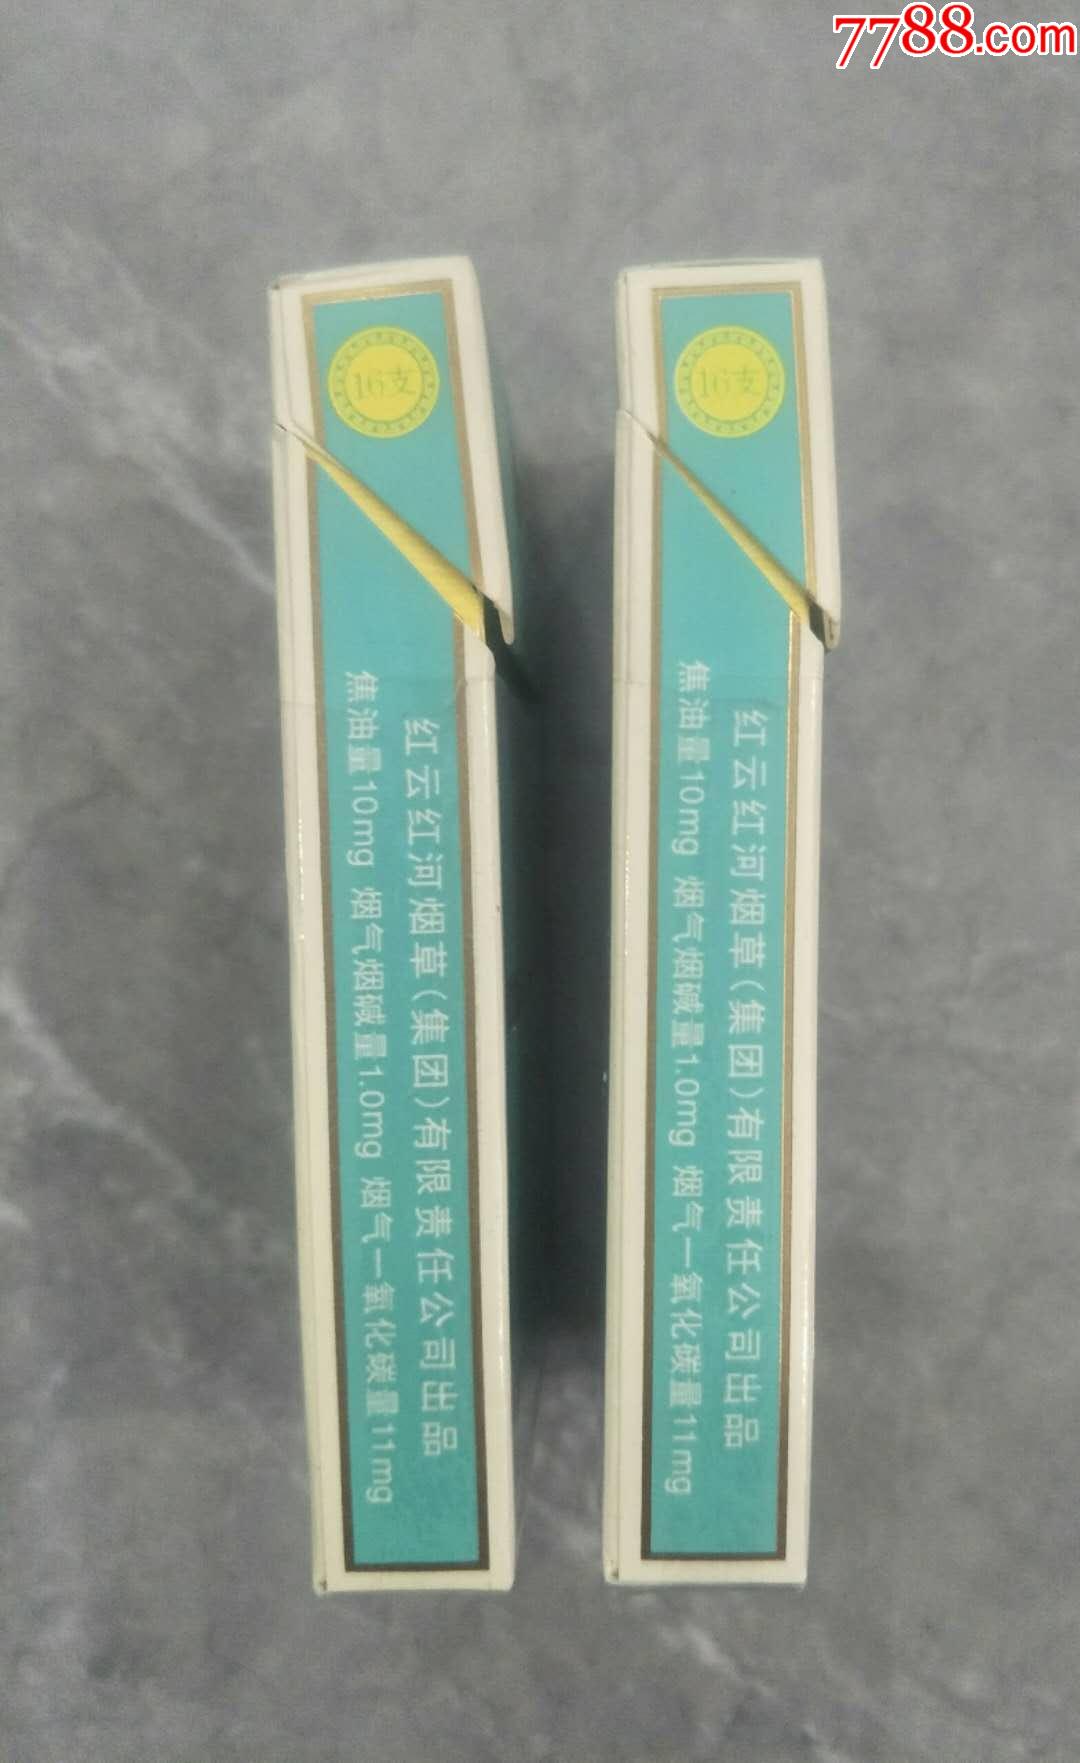 7788.com
16支
红云红河烟草(集团)有限责任公司出品
焦油量10mg 烟气烟碱量1.0mg 烟气一氧化碳量11mg
16支
红云红河烟草(集团)有限责任公司出品
焦油量10mg 烟气烟碱量1.0mg 烟气一氧化碳量11mg